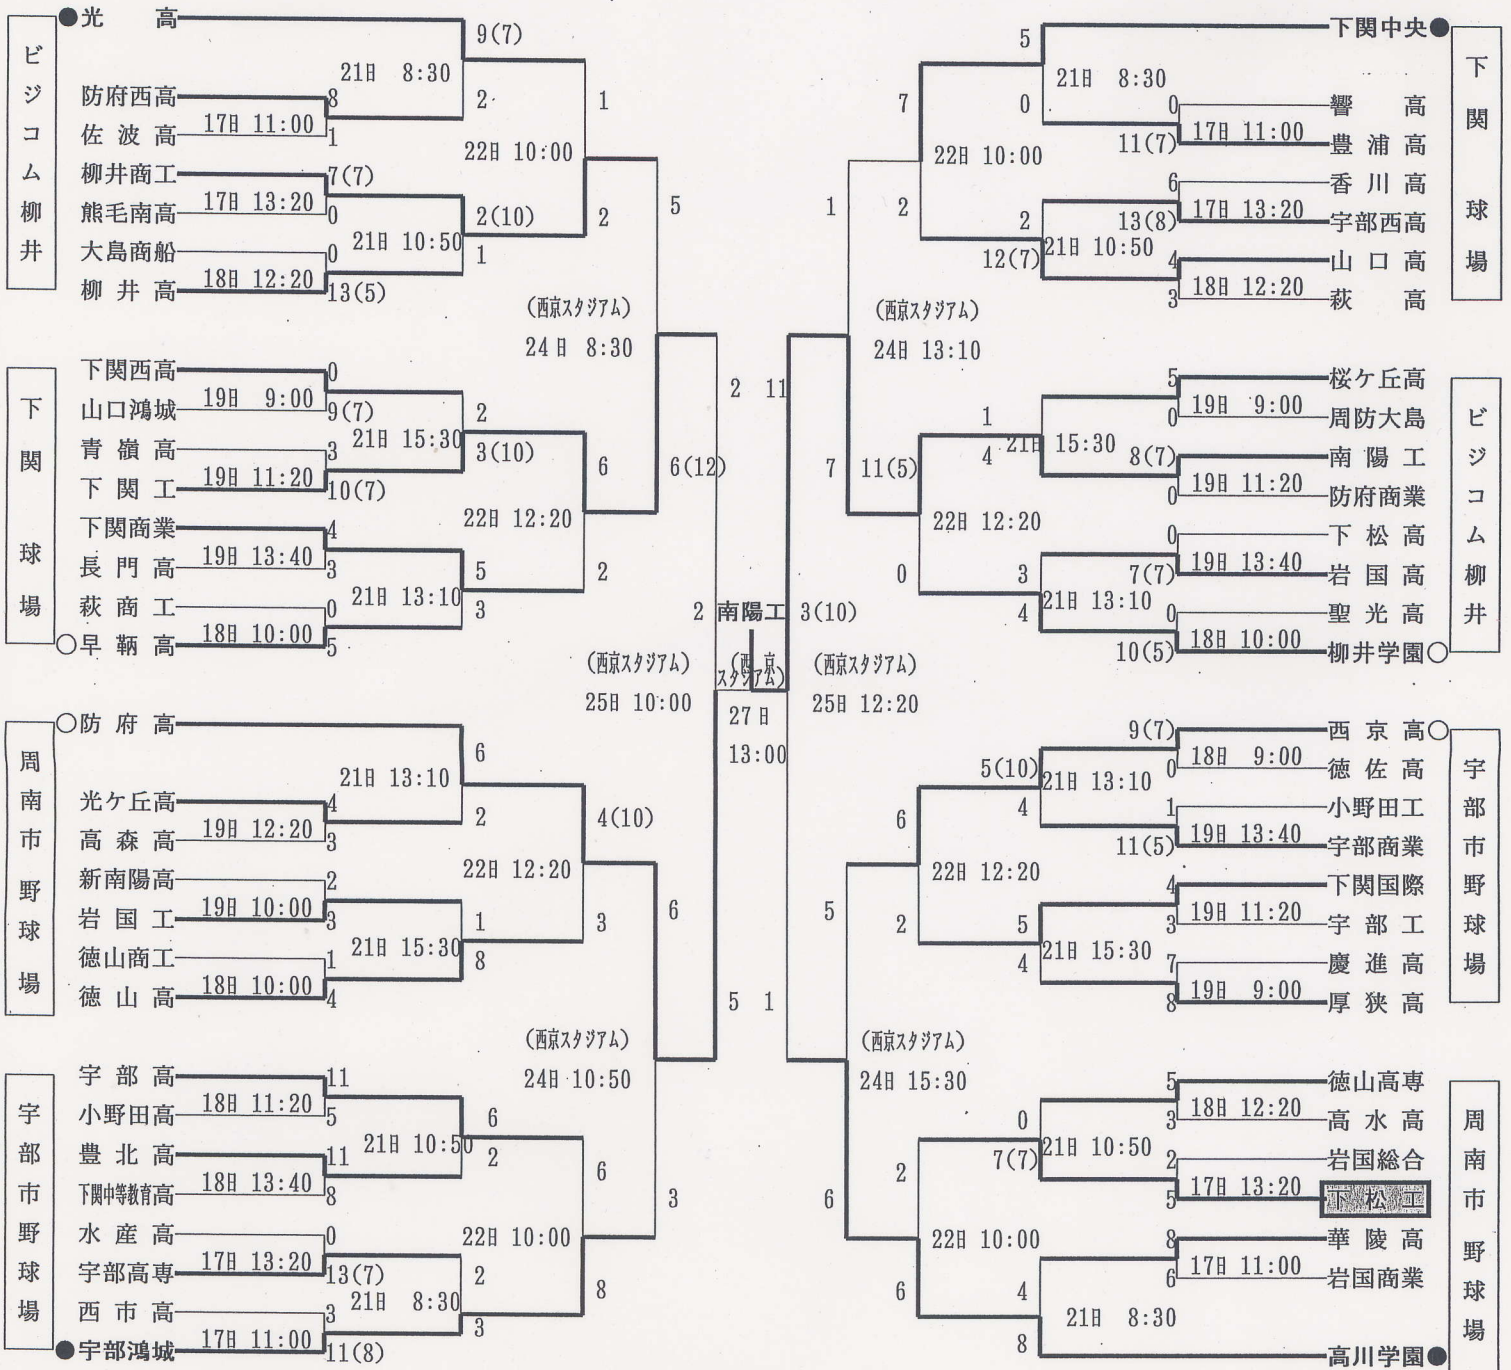 ●光 高
9(7)
21日 8:30
防府西高 8
17日 11:00
佐波高 1
2
1
22日 10:00
柳井商工 7(7)
17日 13:20
熊毛南高 0
2(10)
2
21日 10:50
大島商船 0
1
18日 12:20
柳井高 13(5)
5
ビジコム柳井
(西京スタジアム)
24日 8:30
下関西高 0
19日 9:00
山口鴻城 9(7)
2
21日 15:30
青嶺高 3
3(10)
19日 11:20
下関工 10(7)
6
6(12)
22日 12:20
下関商業 4
19日 13:40
長門高 3
5
2
21日 13:10
萩商工 0
3
18日 10:00
○早鞆高 5
下関球場
2
2
(西京スタジアム)
25日 10:00
○防府高
6
21日 13:10
光ケ丘高 4
19日 12:20
高森高 3
2
4(10)
22日 12:20
新南陽高 2
19日 10:00
岩国工 3
1
3
6
21日 15:30
徳山商工 1
8
18日 10:00
徳山高 4
周南市野球場
5
(西京スタジアム)
24日 10:50
宇部高 11
18日 11:20
小野田高 5
6
21日 10:50
豊北高 11
2
18日 13:40
下関中等教育高 8
6
3
22日 10:00
水産高 0
17日 13:20
宇部高専 13(7)
2
8
21日 8:30
西市高 3
3
17日 11:00
●宇部鴻城 11(8)
宇部市野球場
南陽工
(西京スタジアム)
27日
13:00
下関中央●
5
21日 8:30
0 響高
17日 11:00
11(7) 豊浦高
0
7
22日 10:00
6 香川高
17日 13:20
13(8) 宇部西高
2
2
21日 10:50
12(7)
4 山口高
18日 12:20
3 萩高
1
下関球場
(西京スタジアム)
24日 13:10
11
5 桜ケ丘高
19日 9:00
0 周防大島
1
21日 15:30
4
8(7) 南陽工
19日 11:20
0 防府商業
7
11(5)
22日 12:20
0 下松高
19日 13:40
7(7) 岩国高
0
3
21日 13:10
4
0 聖光高
18日 10:00
10(5) 柳井学園○
ビジコム柳井
3(10)
(西京スタジアム)
25日 12:20
9(7) 西京高○
18日 9:00
0 徳佐高
5(10)
21日 13:10
4
1 小野田工
19日 13:40
11(5) 宇部商業
6
22日 12:20
4 下関国際
19日 11:20
3 宇部工
5
2
5
21日 15:30
4
7 慶進高
19日 9:00
8 厚狭高
宇部市野球場
1
(西京スタジアム)
24日 15:30
5 徳山高専
18日 12:20
3 高水高
0
21日 10:50
7(7)
2 岩国総合
17日 13:20
5 下松工
2
6
22日 10:00
8 華陵高
17日 11:00
6 岩国商業
6
4
21日 8:30
8
高川学園●
周南市野球場